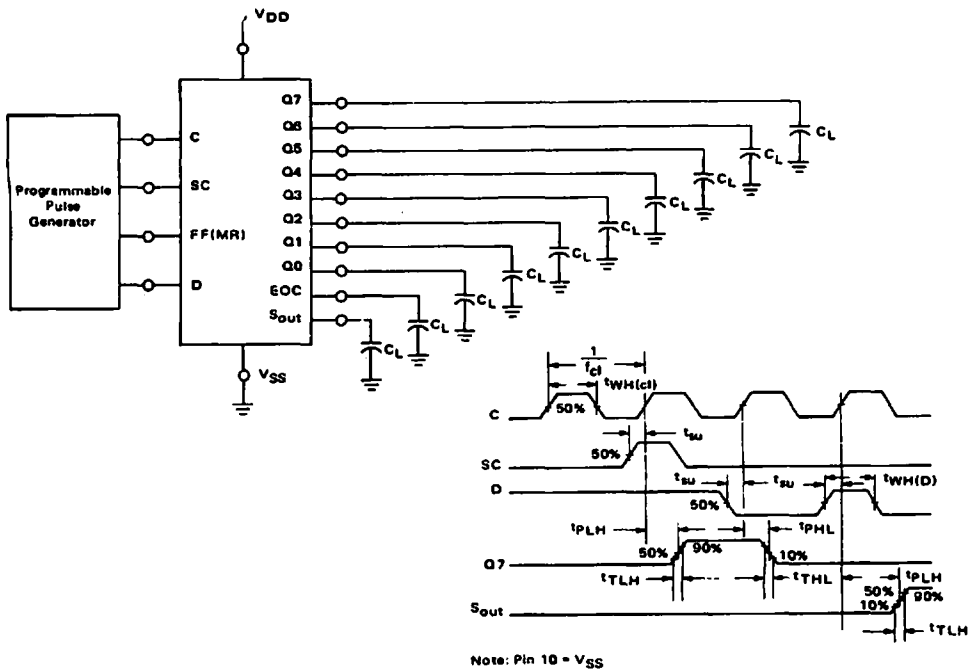 VDD
Programmable
Pulse
Generator
C
SC
FF(MR)
D
Q7
Q6
Q5
Q4
Q3
Q2
Q1
Q0
EOC
Sout
CL
CL
CL
CL
CL
CL
CL
CL
CL
CL
VSS
1
fcl
tWH(cl)
C
50%
tsu
50%
SC
D
tsu
tsu
tWH(D)
50%
tPLH
tPHL
50%
90%
10%
Q7
tTLH
tTHL
tPLH
50%
90%
10%
Sout
tTLH
Note: Pin 10 = VSS